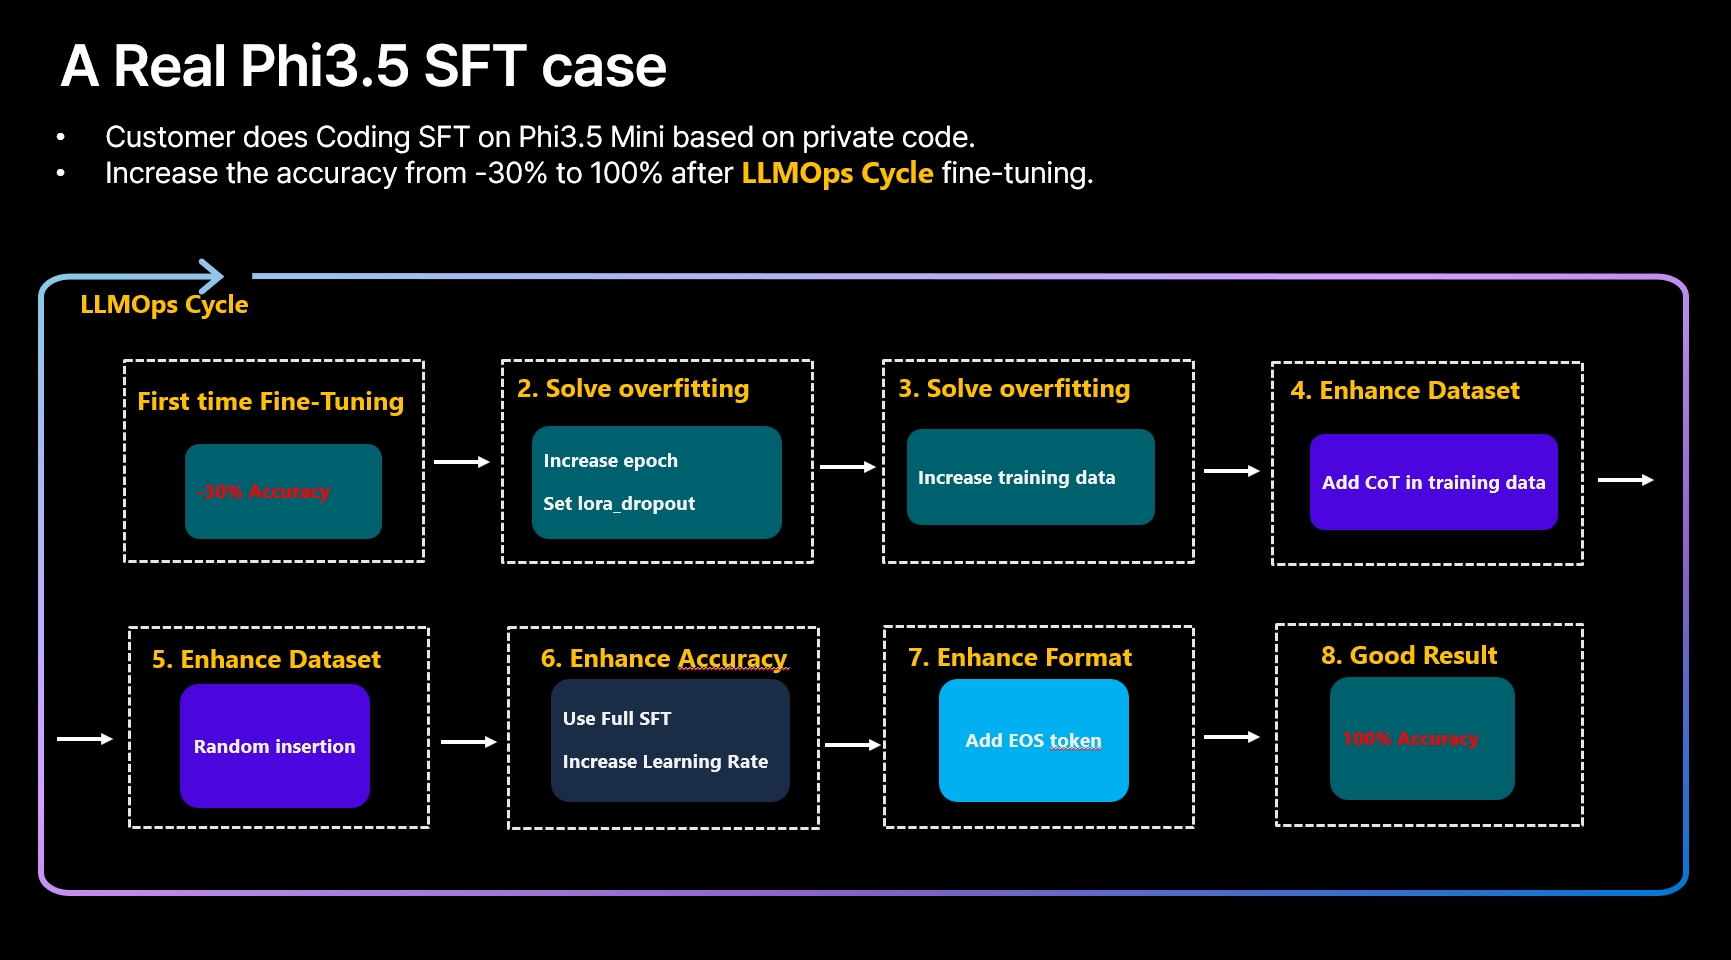 A Real Phi3.5 SFT case
• Customer does Coding SFT on Phi3.5 Mini based on private code.
• Increase the accuracy from -30% to 100% after LLMOps Cycle fine-tuning.
LLMOps Cycle
First time Fine-Tuning
-30% Accuracy
2. Solve overfitting
Increase epoch
Set lora_dropout
3. Solve overfitting
Increase training data
4. Enhance Dataset
Add CoT in training data
5. Enhance Dataset
Random insertion
6. Enhance Accuracy
Use Full SFT
Increase Learning Rate
7. Enhance Format
Add EOS token
8. Good Result
100% Accuracy